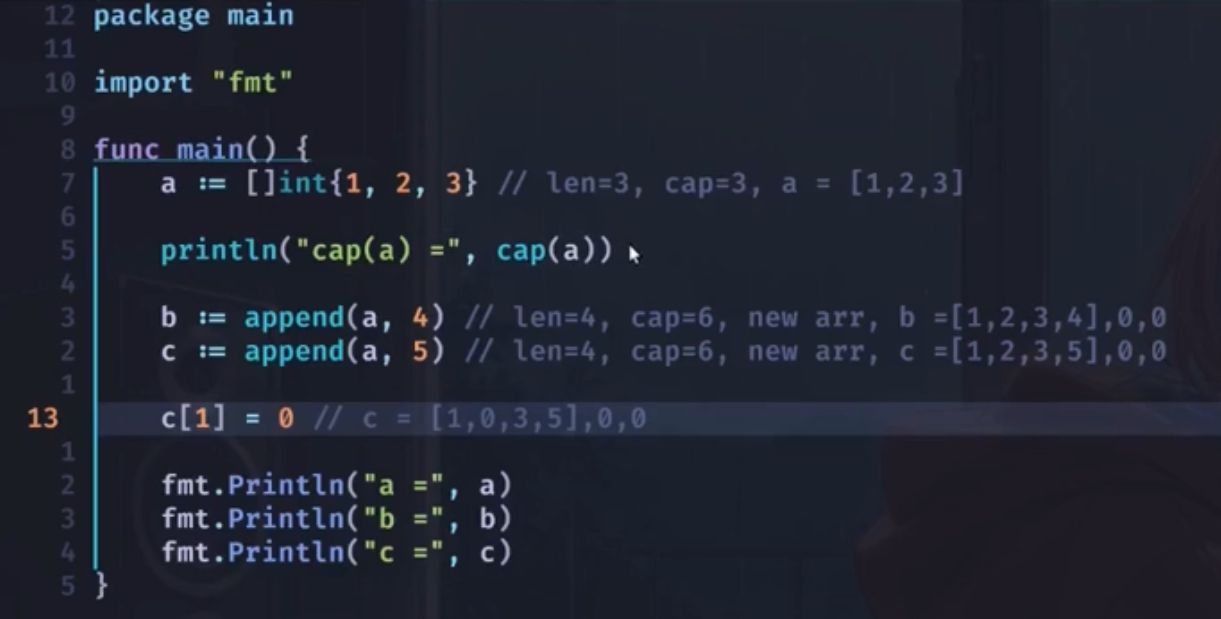 12 package main
11
10 import "fmt"
9
8 func main() {
7 a := []int{1, 2, 3} // len=3, cap=3, a = [1,2,3]
6
5 println("cap(a) =", cap(a))
4
3 b := append(a, 4) // len=4, cap=6, new arr, b =[1,2,3,4],0,0
2 c := append(a, 5) // len=4, cap=6, new arr, c =[1,2,3,5],0,0
1
13 c[1] = 0 // c = [1,0,3,5],0,0
1
2 fmt.Println("a =", a)
3 fmt.Println("b =", b)
4 fmt.Println("c =", c)
5 }